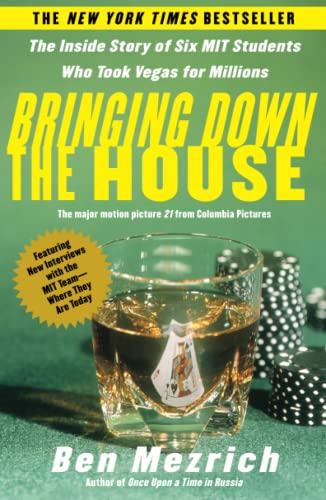 THE NEW YORK TIMES BESTSELLER
The Inside Story of Six MIT Students
Who Took Vegas for Millions
BRINGING DOWN
THE HOUSE
The major motion picture 21 from Columbia Pictures
Featuring
New Interviews
with the
MIT Team—
Where They
Are Today
Ben Mezrich
Author of Once Upon a Time in Russia